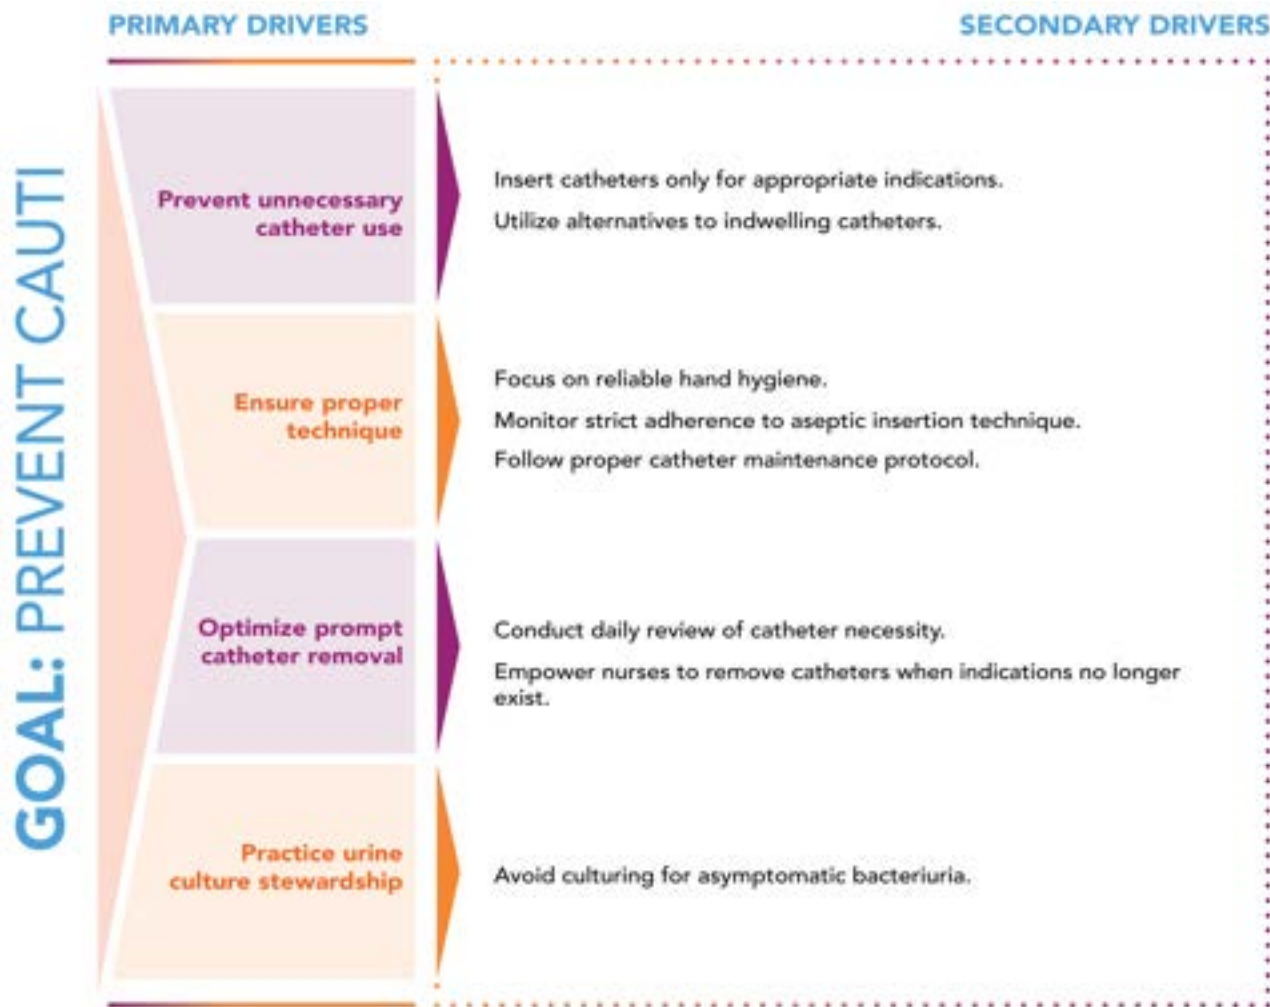 PRIMARY DRIVERS
SECONDARY DRIVERS
GOAL: PREVENT CAUTI
Prevent unnecessary
catheter use
Insert catheters only for appropriate indications.
Utilize alternatives to indwelling catheters.
Ensure proper
technique
Focus on reliable hand hygiene.
Monitor strict adherence to aseptic insertion technique.
Follow proper catheter maintenance protocol.
Optimize prompt
catheter removal
Conduct daily review of catheter necessity.
Empower nurses to remove catheters when indications no longer
exist.
Practice urine
culture stewardship
Avoid culturing for asymptomatic bacteriuria.